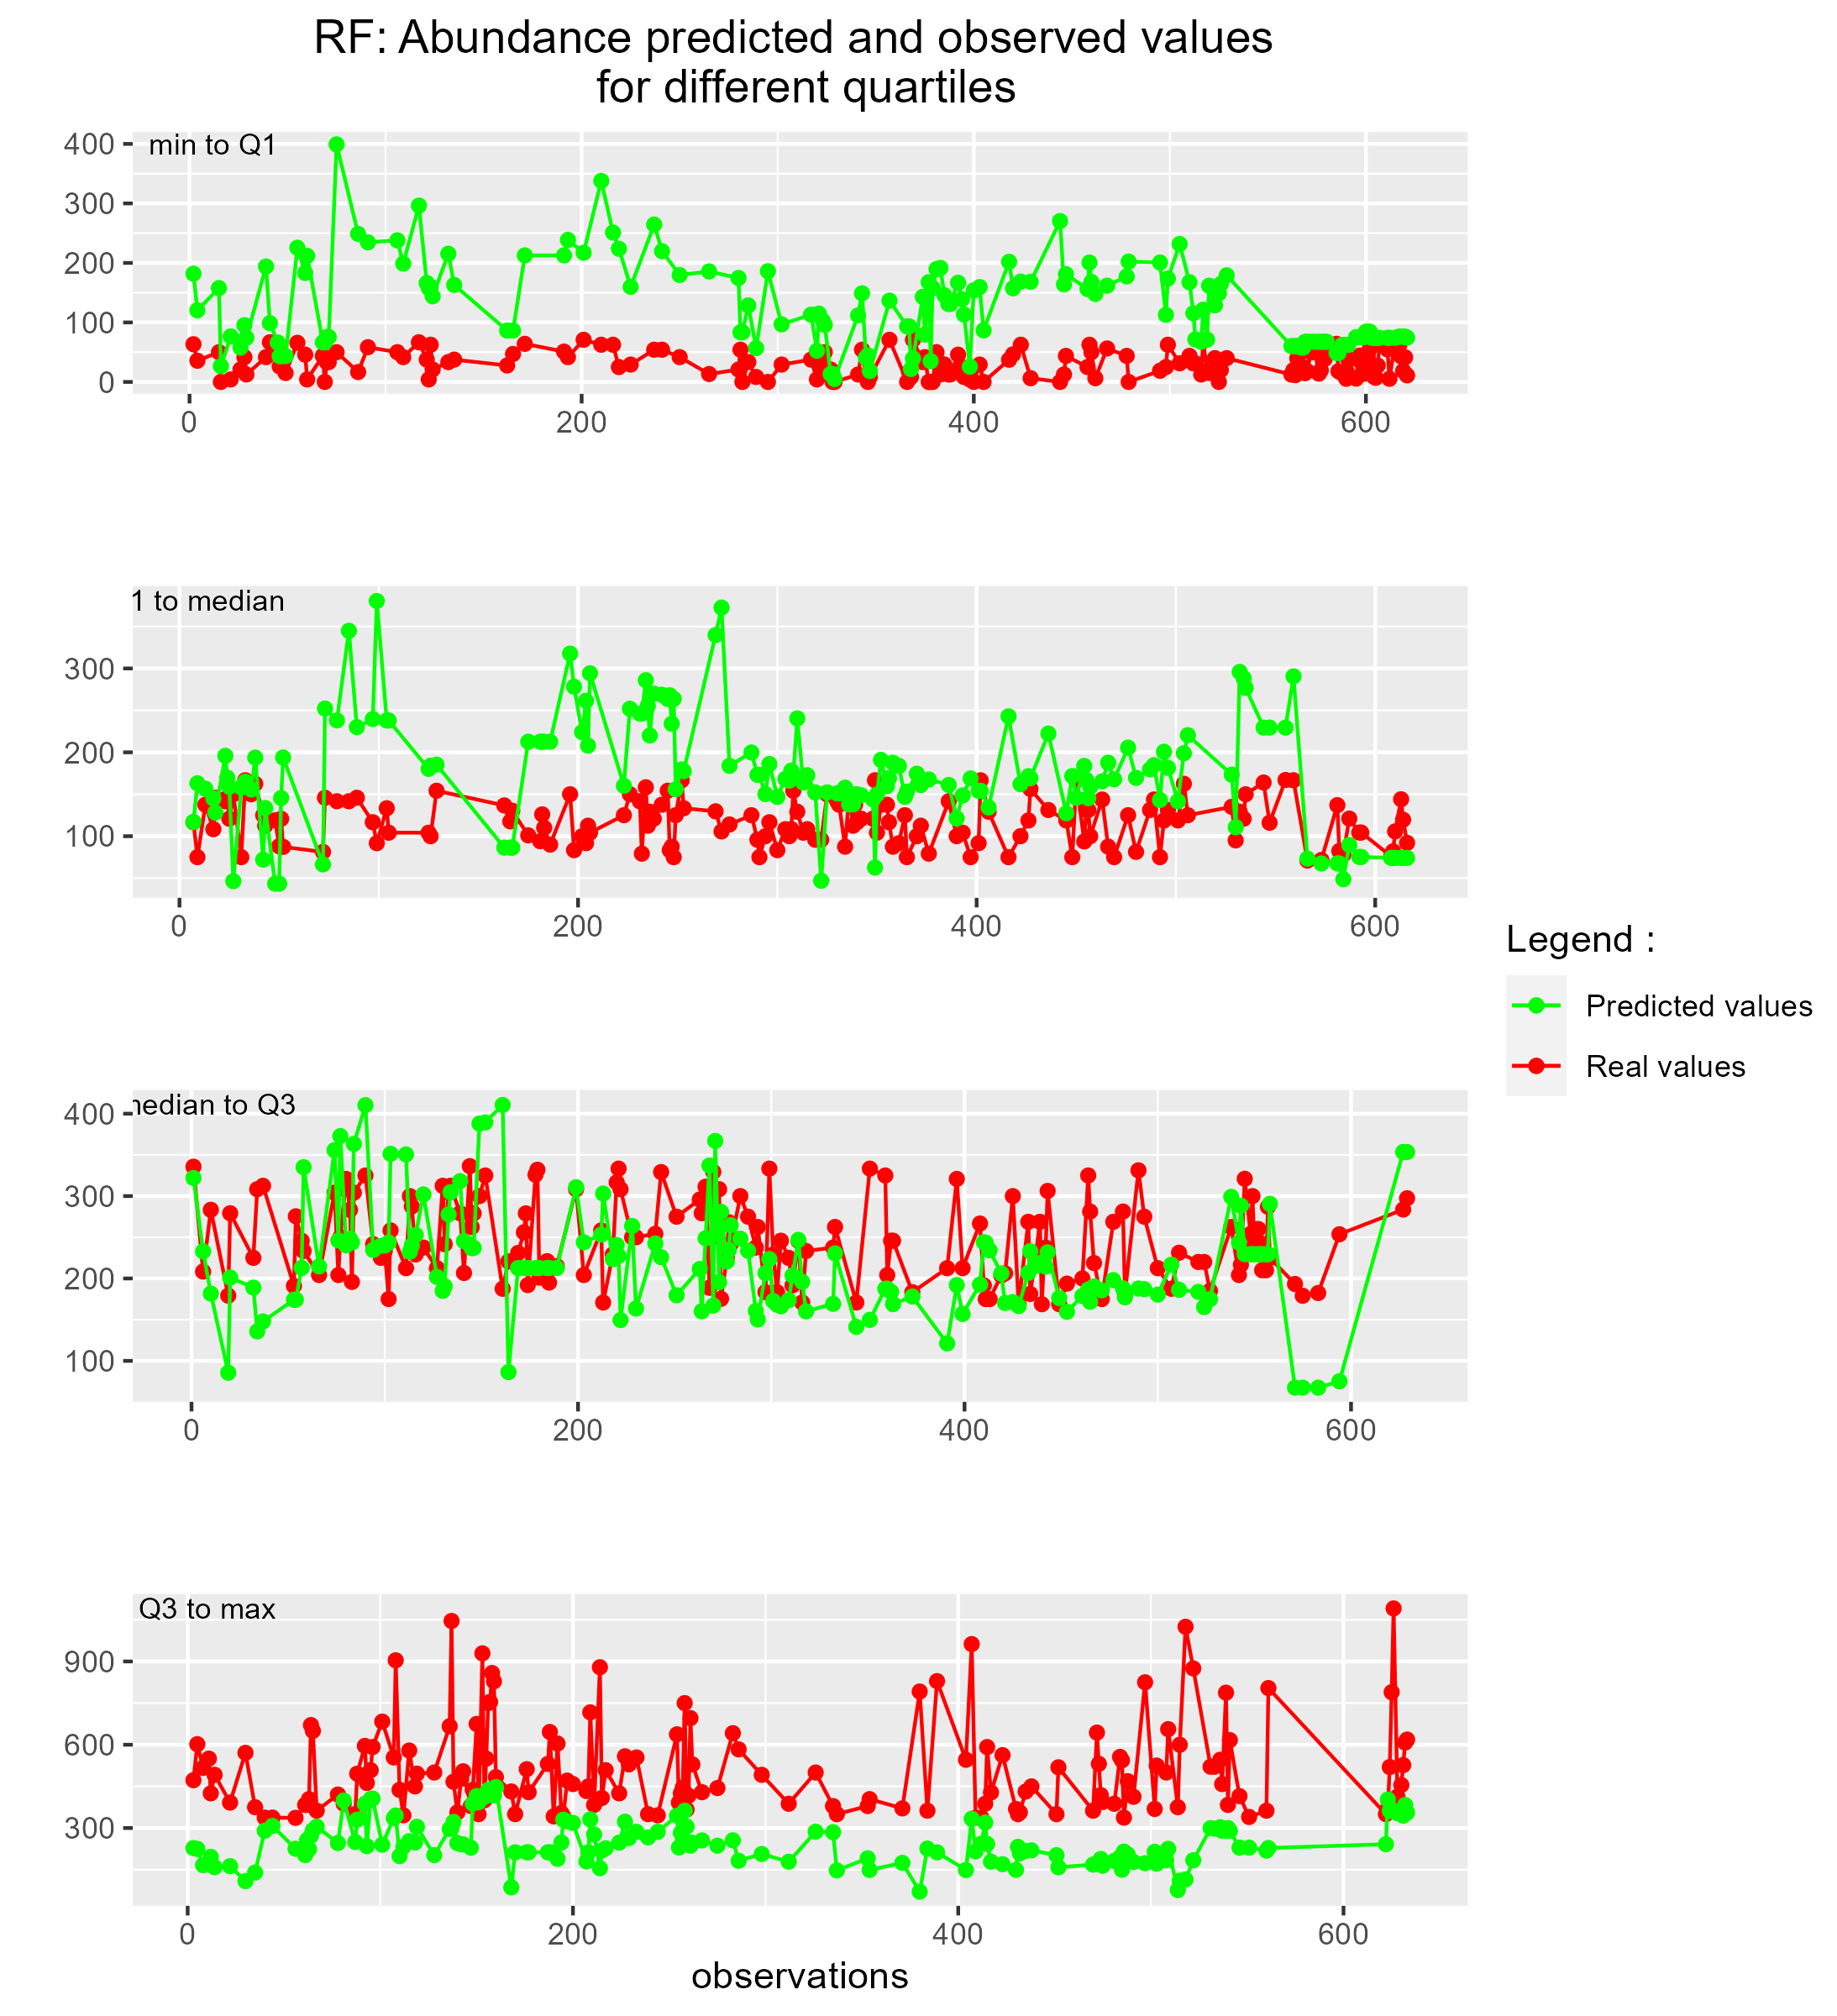 RF: Abundance predicted and observed values
for different quartiles
min to Q1
400
300
200
100
0
0 200 400 600
1 to median
300
200
100
0 200 400 600
Legend :
Predicted values
Real values
median to Q3
400
300
200
100
0 200 400 600
Q3 to max
900
600
300
0 200 400 600
observations